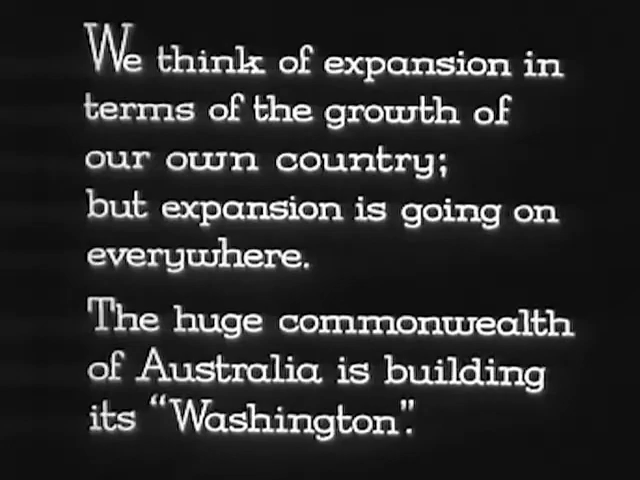 We think of expansion in
terms of the growth of
our own country;
but expansion is going on
everywhere.
The huge commonwealth
of Australia is building
its “Washington”.